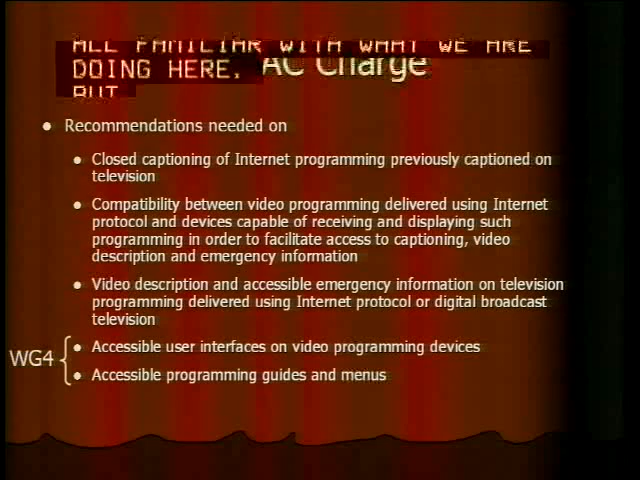 ALL FAMILIAR WITH WHAT WE ARE
DOING HERE.
BUT
AC Charge
● Recommendations needed on
● Closed captioning of Internet programming previously captioned on
television
● Compatibility between video programming delivered using Internet
protocol and devices capable of receiving and displaying such
programming in order to facilitate access to captioning, video
description and emergency information
● Video description and accessible emergency information on television
programming delivered using Internet protocol or digital broadcast
television
WG4
● Accessible user interfaces on video programming devices
● Accessible programming guides and menus